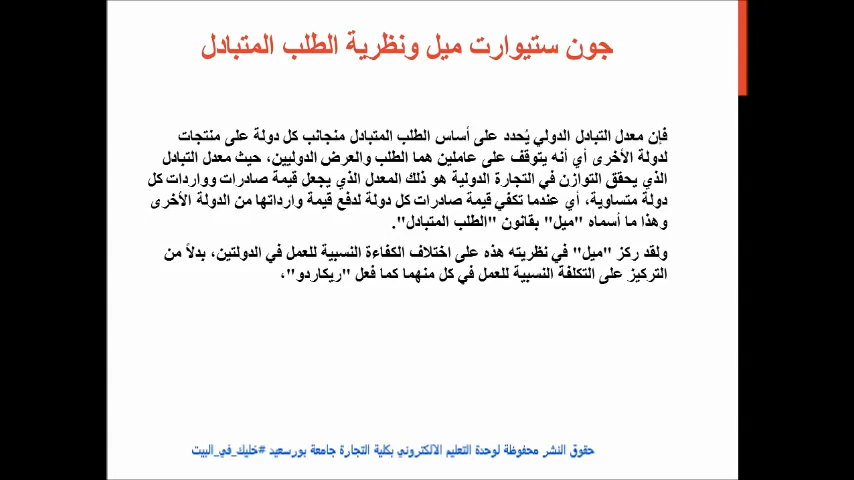 جون ستيوارت ميل ونظرية الطلب المتبادل
فإن معدل التبادل الدولي يُحدد على أساس الطلب المتبادل منجانب كل دولة على منتجات
لدولة الأخرى أي أنه يتوقف على عاملين هما الطلب والعرض الدوليين، حيث معدل التبادل
الذي يحقق التوازن في التجارة الدولية هو ذلك المعدل الذي يجعل قيمة صادرات وواردات كل
دولة متساوية، أي عندما تكفي قيمة صادرات كل دولة لدفع قيمة وارداتها من الدولة الأخرى
وهذا ما أسماه "ميل" بقانون "الطلب المتبادل".
ولقد ركز "ميل" في نظريته هذه على اختلاف الكفاءة النسبية للعمل في الدولتين، بدلاً من
التركيز على التكلفة النسبية للعمل في كل منهما كما فعل "ريكاردو"،
حقوق النشر محفوظة لوحدة التعليم الالكتروني بكلية التجارة جامعة بورسعيد #خليك_في_البيت